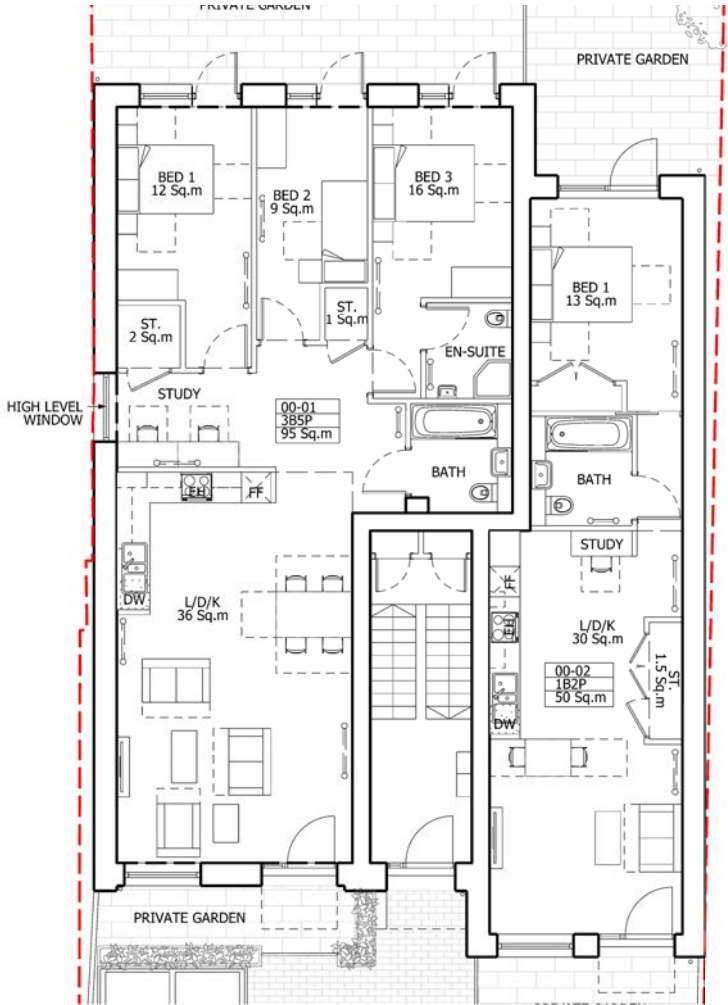 PRIVATE GARDEN
PRIVATE GARDEN
BED 1
12 Sq.m
BED 2
9 Sq.m
BED 3
16 Sq.m
BED 1
13 Sq.m
ST.
2 Sq.m
ST.
1 Sq.m
EN-SUITE
STUDY
HIGH LEVEL
WINDOW
00-01
3B5P
95 Sq.m
BATH
BATH
EH
FF
STUDY
DW
L/D/K
36 Sq.m
FF
EH
L/D/K
30 Sq.m
ST.
1.5 Sq.m
00-02
1B2P
50 Sq.m
DW
PRIVATE GARDEN
PRIVATE GARDEN